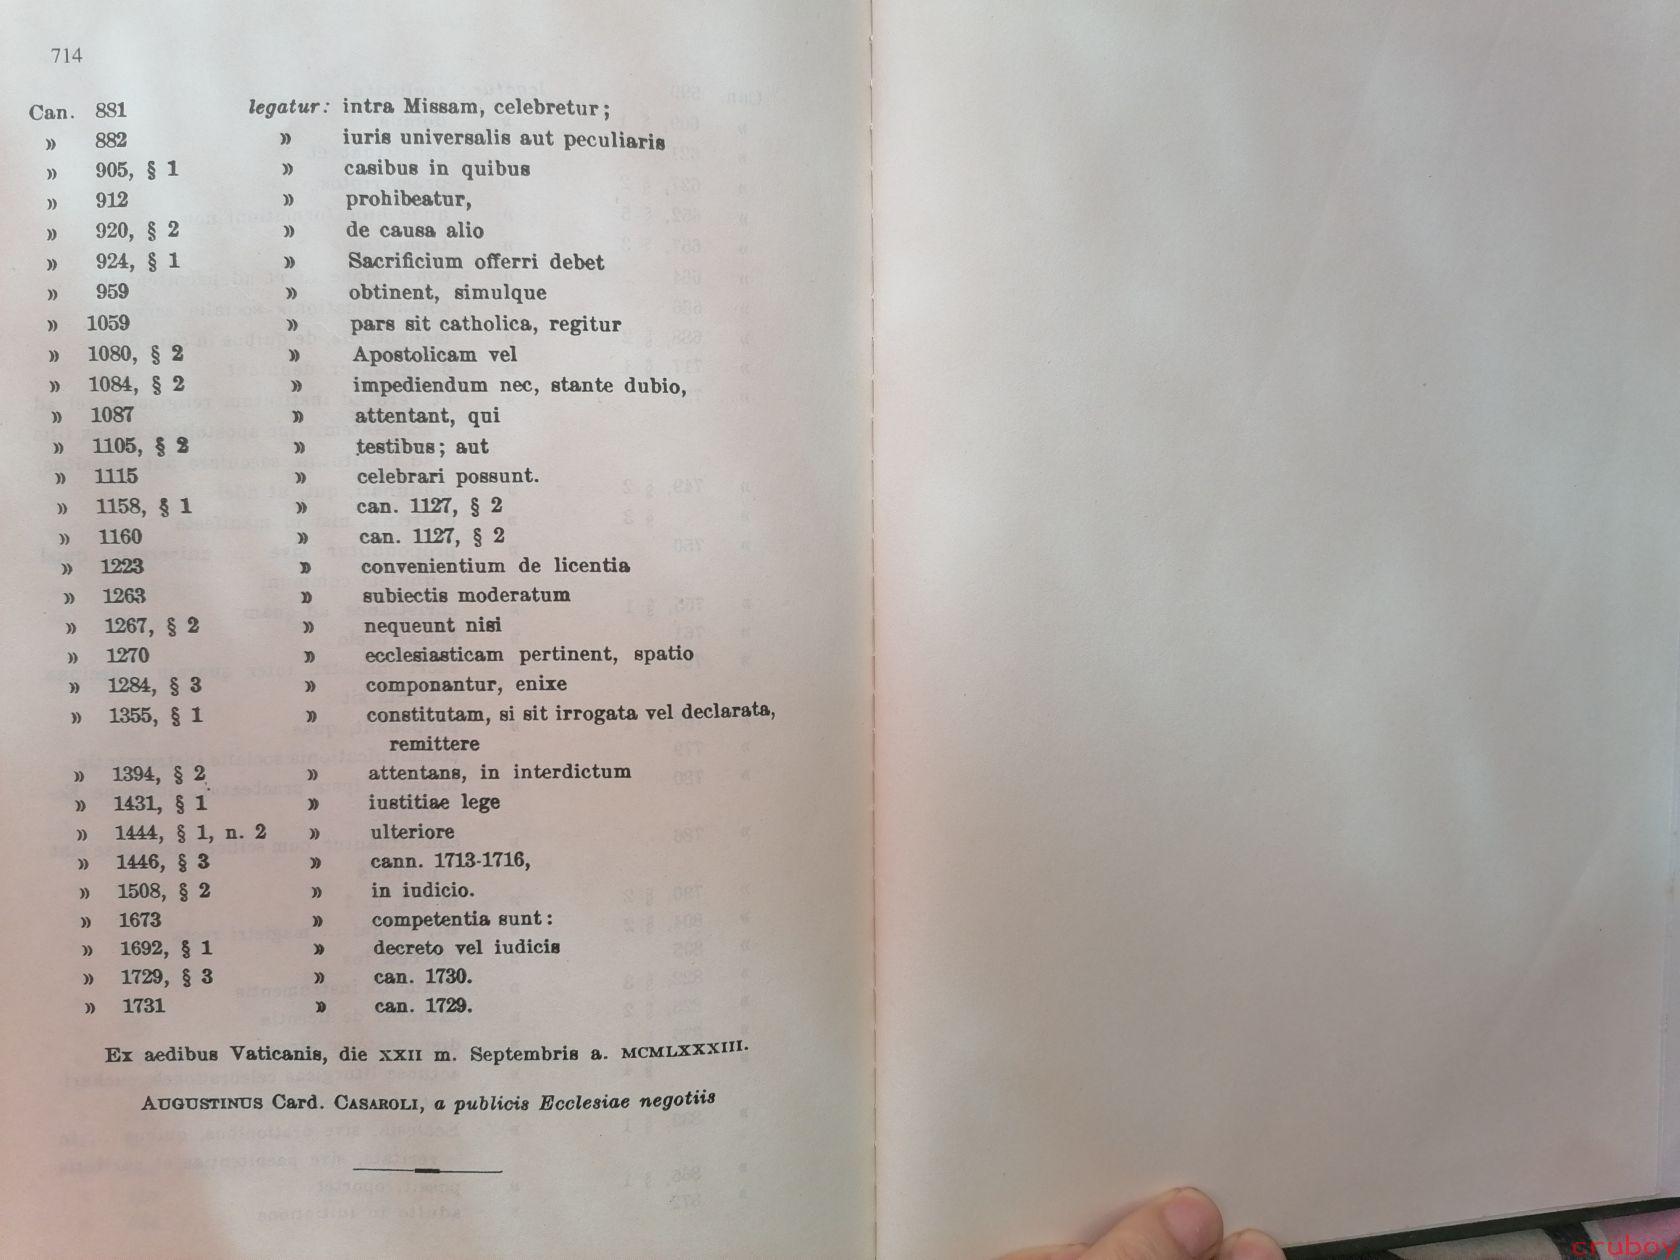 714
Can. 881 legatur: intra Missam, celebretur;
» 882 » iuris universalis aut peculiaris
» 905, § 1 » casibus in quibus
» 912 » prohibeatur,
» 920, § 2 » de causa alio
» 924, § 1 » Sacrificium offerri debet
» 959 » obtinent, simulque
» 1059 » pars sit catholica, regitur
» 1080, § 2 » Apostolicam vel
» 1084, § 2 » impediendum nec, stante dubio,
» 1087 » attentant, qui
» 1105, § 2 » testibus; aut
» 1115 » celebrari possunt.
» 1158, § 1 » can. 1127, § 2
» 1160 » can. 1127, § 2
» 1223 » convenientium de licentia
» 1263 » subiectis moderatum
» 1267, § 2 » nequeunt nisi
» 1270 » ecclesiasticam pertinent, spatio
» 1284, § 3 » componantur, enixe
» 1355, § 1 » constitutam, si sit irrogata vel declarata,
remittere
» 1394, § 2 » attentans, in interdictum
» 1431, § 1 » iustitiae lege
» 1444, § 1, n. 2 » ulteriore
» 1446, § 3 » cann. 1713-1716,
» 1508, § 2 » in iudicio.
» 1673 » competentia sunt:
» 1692, § 1 » decreto vel iudicis
» 1729, § 3 » can. 1730.
» 1731 » can. 1729.
Ex aedibus Vaticanis, die XXII m. Septembris a. MCMLXXXIII.
AUGUSTINUS Card. CASAROLI, a publicis Ecclesiae negotiis
cruboy